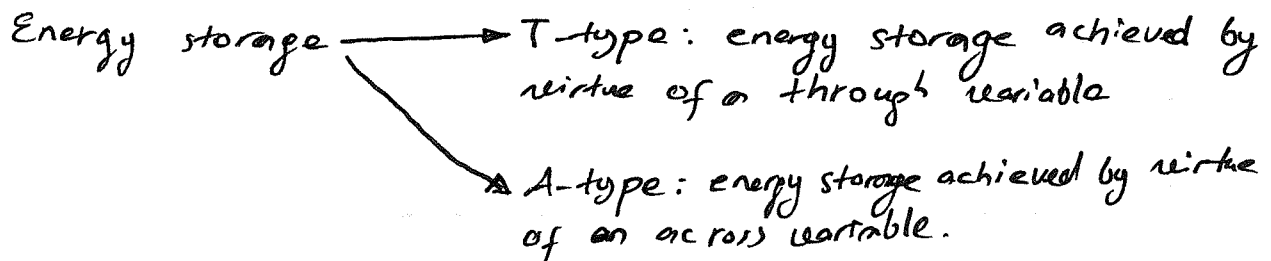 Energy storage → T-type: energy storage achieved by
virtue of a through variable
A-type: energy storage achieved by virtue
of an across variable.